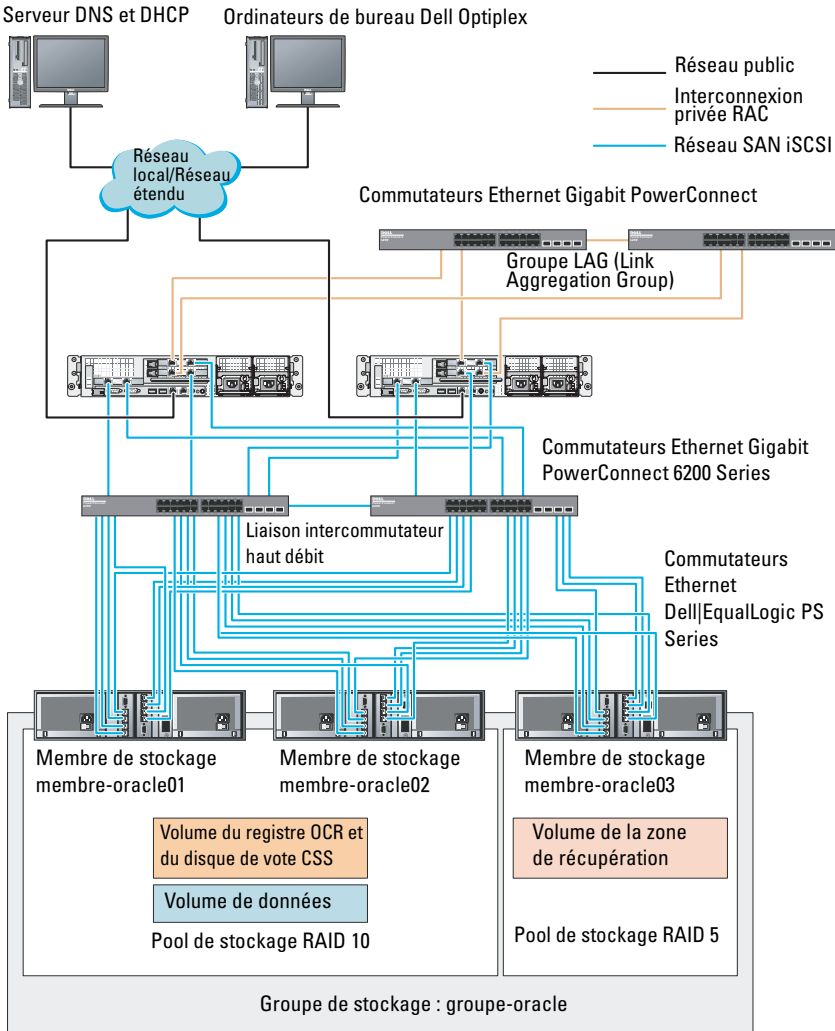 Serveur DNS et DHCP
Ordinateurs de bureau Dell Optiplex
Réseau public
Interconnexion
privée RAC
Réseau SAN iSCSI
Réseau
local/Réseau
étendu
Commutateurs Ethernet Gigabit PowerConnect
DELL
DELL
Groupe LAG (Link
Aggregation Group)
Commutateurs Ethernet Gigabit
PowerConnect 6200 Series
DELL
DELL
Liaison intercommutateur
haut débit
Commutateurs
Ethernet
Dell|EqualLogic PS
Series
Membre de stockage
membre-oracle01
Membre de stockage
membre-oracle02
Membre de stockage
membre-oracle03
Volume du registre OCR et
du disque de vote CSS
Volume de la zone
de récupération
Volume de données
Pool de stockage RAID 10
Pool de stockage RAID 5
Groupe de stockage : groupe-oracle